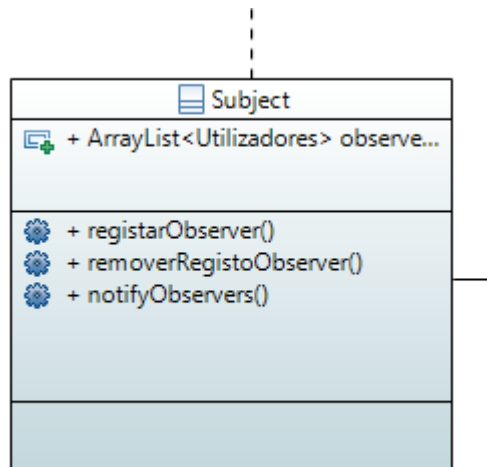 Subject
+ ArrayList<Utilizadores> observe...
+ registarObserver()
+ removerRegistoObserver()
+ notifyObservers()